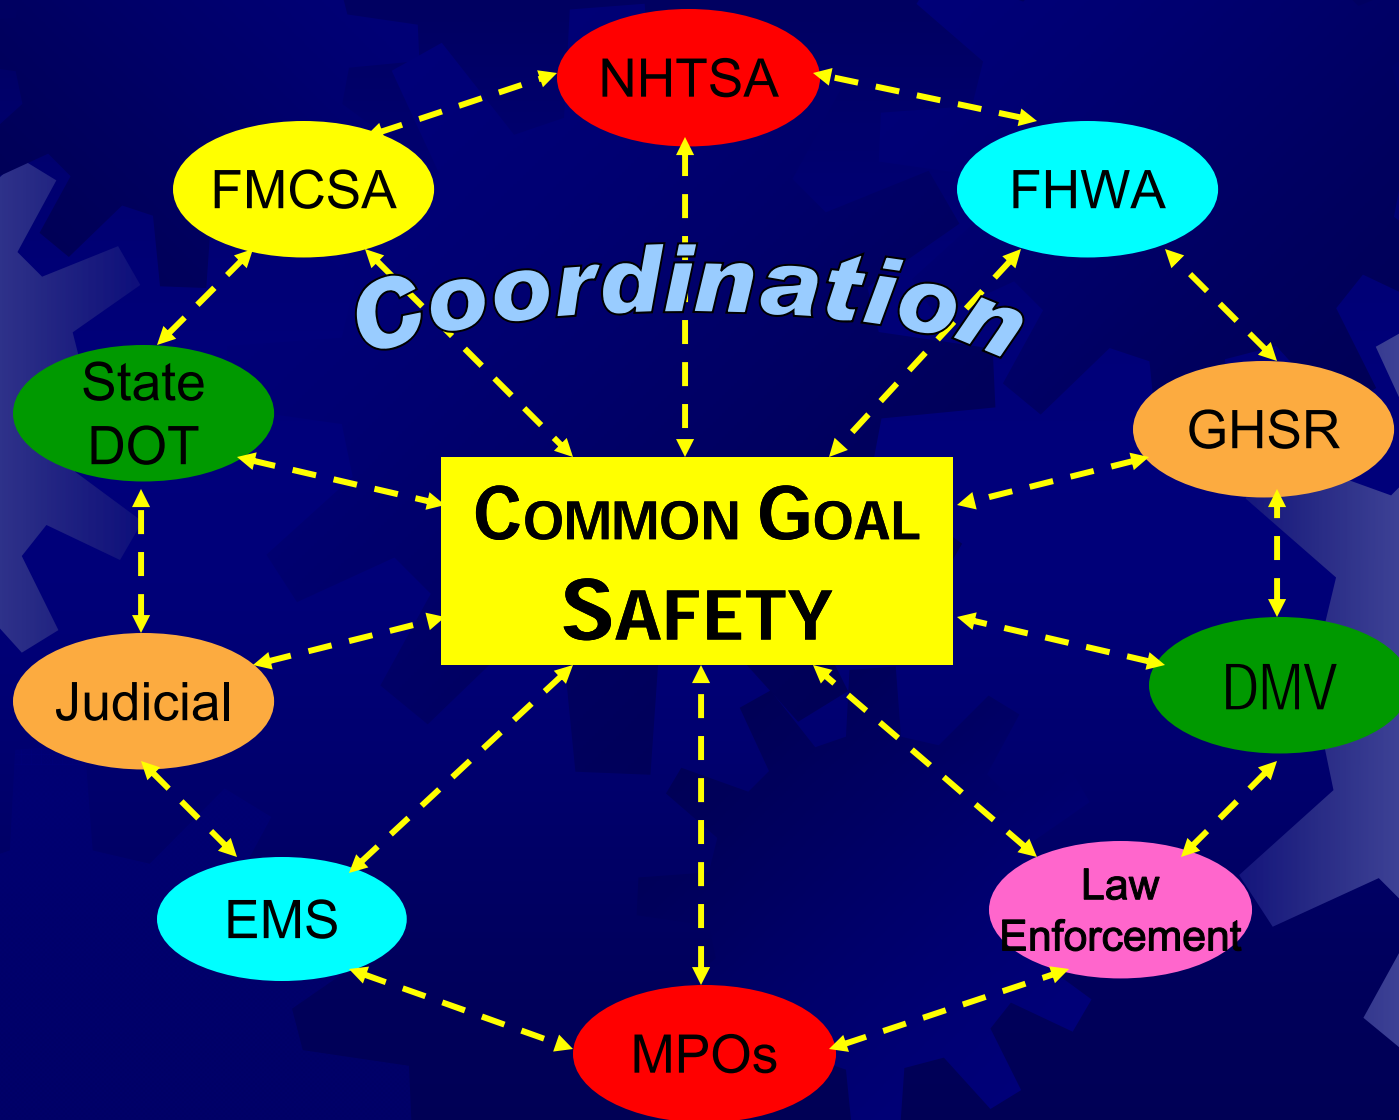 NHTSA
FMCSA
FHWA
Coordination
State
DOT
GHSR
COMMON GOAL
SAFETY
Judicial
DMV
EMS
Law
Enforcement
MPOs